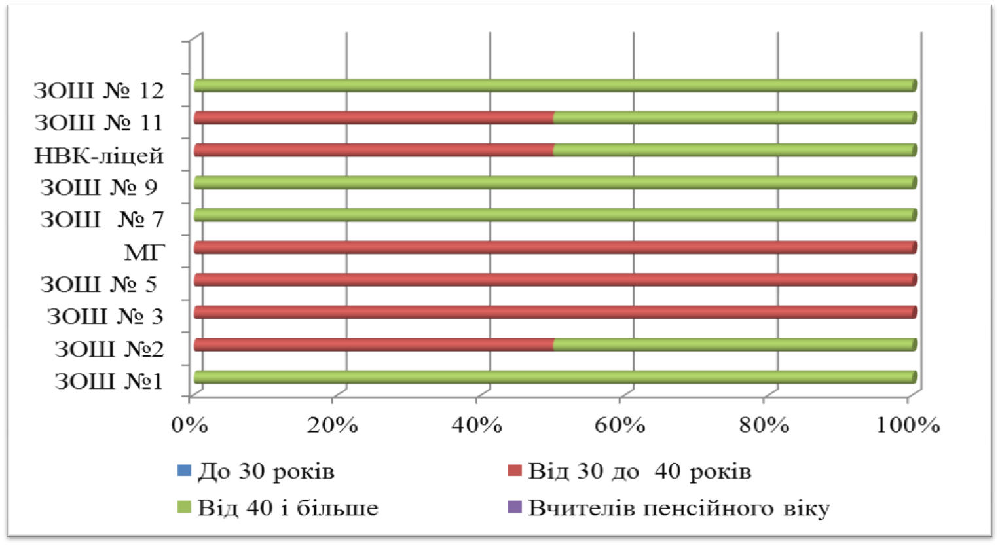 ЗОШ № 12
ЗОШ № 11
НВК-ліцей
ЗОШ № 9
ЗОШ № 7
МГ
ЗОШ № 5
ЗОШ № 3
ЗОШ №2
ЗОШ №1
0% 20% 40% 60% 80% 100%
До 30 років Від 30 до 40 років
Від 40 і більше Вчителів пенсійного віку